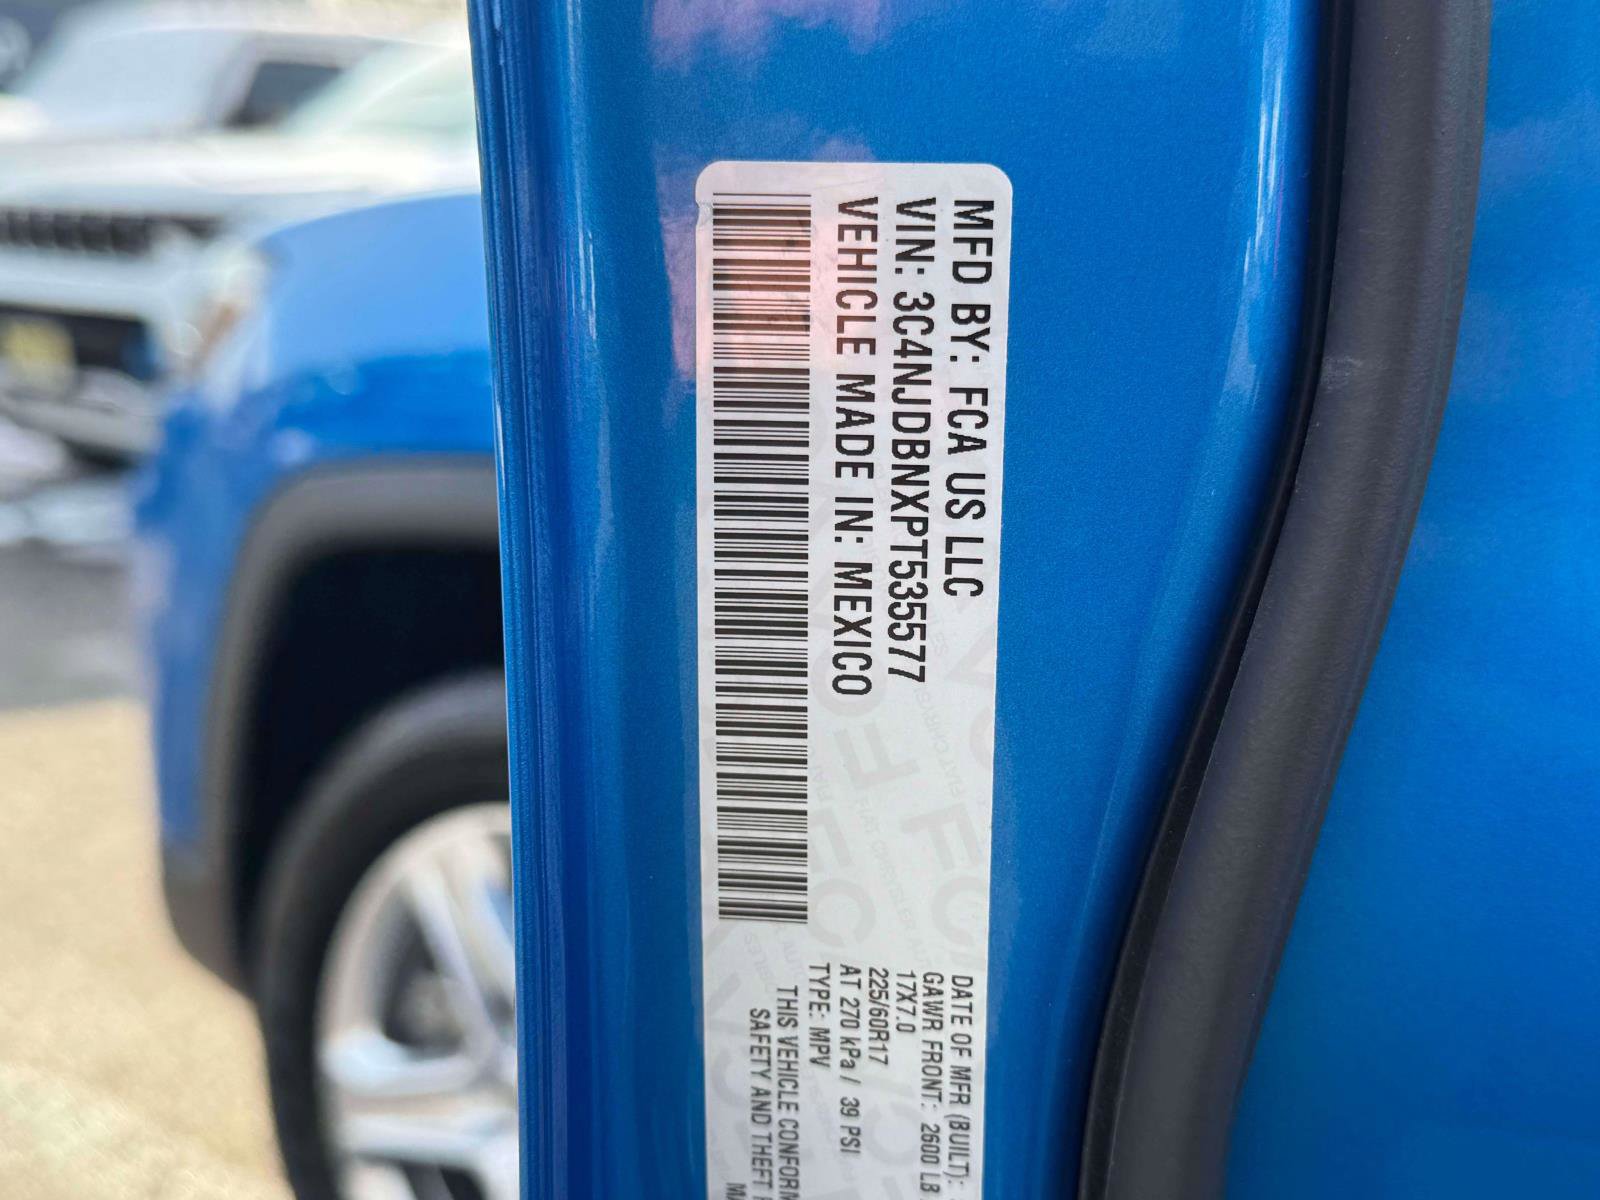 MFD BY: FCA US LLC
VIN: 3C4NJDBNXPT535577
VEHICLE MADE IN: MEXICO
DATE OF MFR (BUILT):
GAWR FRONT: 2600 LB
17X7.0
225/60R17
AT 270 kPa / 39 PSI
TYPE: MPV
THIS VEHICLE CONFORM
SAFETY AND THEFT